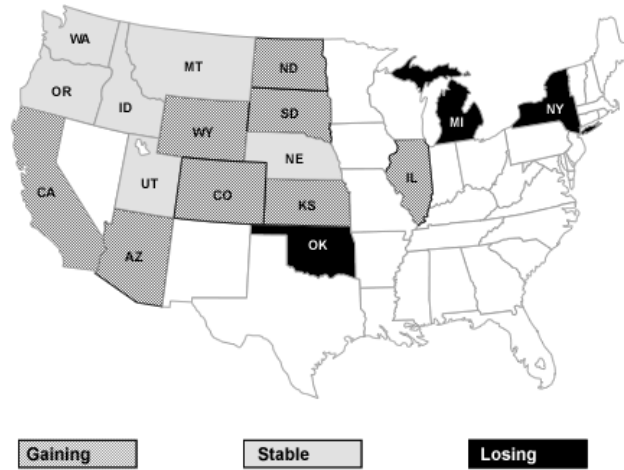 WA
MT
ND
OR
ID
SD
WY
MI
NY
NE
IL
CA
UT
CO
KS
AZ
OK
Gaining
Stable
Losing